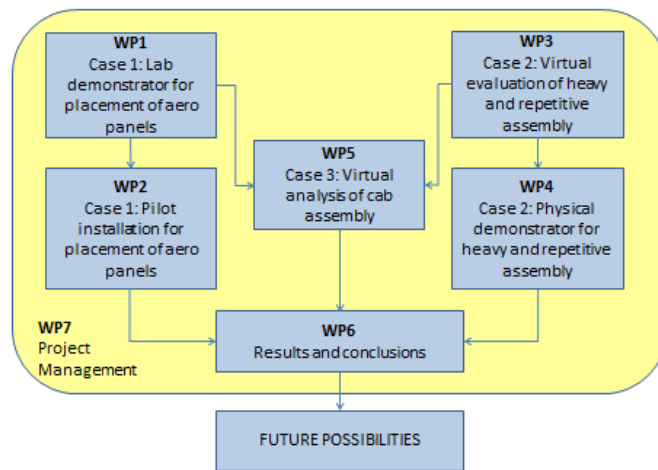 WP1
Case 1: Lab
demonstrator for
placement of aero
panels
WP3
Case 2: Virtual
evaluation of heavy
and repetitive
assembly
WP5
Case 3: Virtual
analysis of cab
assembly
WP2
Case 1: Pilot
installation for
placement of aero
panels
WP4
Case 2: Physical
demonstrator for
heavy and repetitive
assembly
WP7
Project
Management
WP6
Results and conclusions
FUTURE POSSIBILITIES